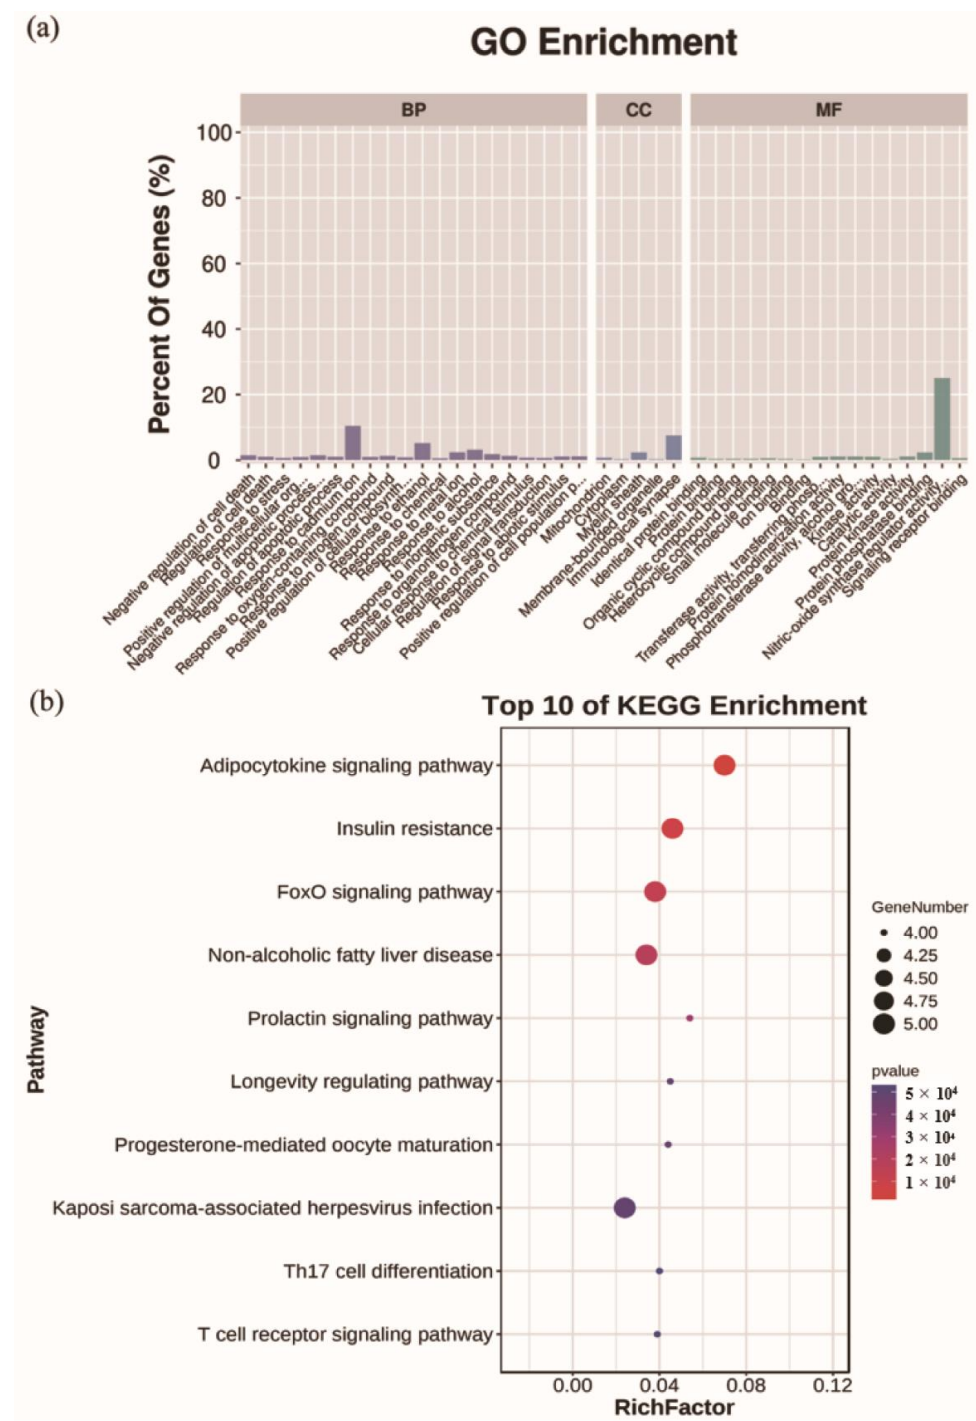 (a)
GO Enrichment
BP
CC
MF
Percent Of Genes (%)
100
80
60
40
20
0
Negative regulation of cell death
Regulation of cell death
Response to stress
Positive regulation of multicellular org...
Negative regulation of apoptotic process...
Regulation of apoptotic process
Response to cadmium ion
Response to oxygen-containing compound
Response to nitrogen compound
Positive regulation of cellular biosynth...
Response to ethanol
Response to chemical
Response to metal ion
Response to alcohol
Response to inorganic substance
Response to organonitrogen compound
Cellular response to chemical stimulus
Regulation of signal transduction
Response to abiotic stimulus
Positive regulation of cell population p...
Mitochondrion
Cytoplasm
Myelin sheath
Membrane-bounded organelle
Immunological synapse
Identical protein binding
Protein binding
Organic cyclic compound binding
Heterocyclic compound binding
Small molecule binding
Ion binding
Binding
Transferase activity, transferring phosp...
Protein homodimerization activity
Phosphotransferase activity, alcohol gro...
Kinase activity
Catalytic activity
Protein kinase activity
Protein phosphatase binding
Nitric-oxide synthase regulator activity...
Signaling receptor binding
(b)
Top 10 of KEGG Enrichment
Pathway
Adipocytokine signaling pathway
Insulin resistance
FoxO signaling pathway
Non-alcoholic fatty liver disease
Prolactin signaling pathway
Longevity regulating pathway
Progesterone-mediated oocyte maturation
Kaposi sarcoma-associated herpesvirus infection
Th17 cell differentiation
T cell receptor signaling pathway
0.00
0.04
0.08
0.12
RichFactor
GeneNumber
4.00
4.25
4.50
4.75
5.00
pvalue
5 × 10⁴
4 × 10⁴
3 × 10⁴
2 × 10⁴
1 × 10⁴